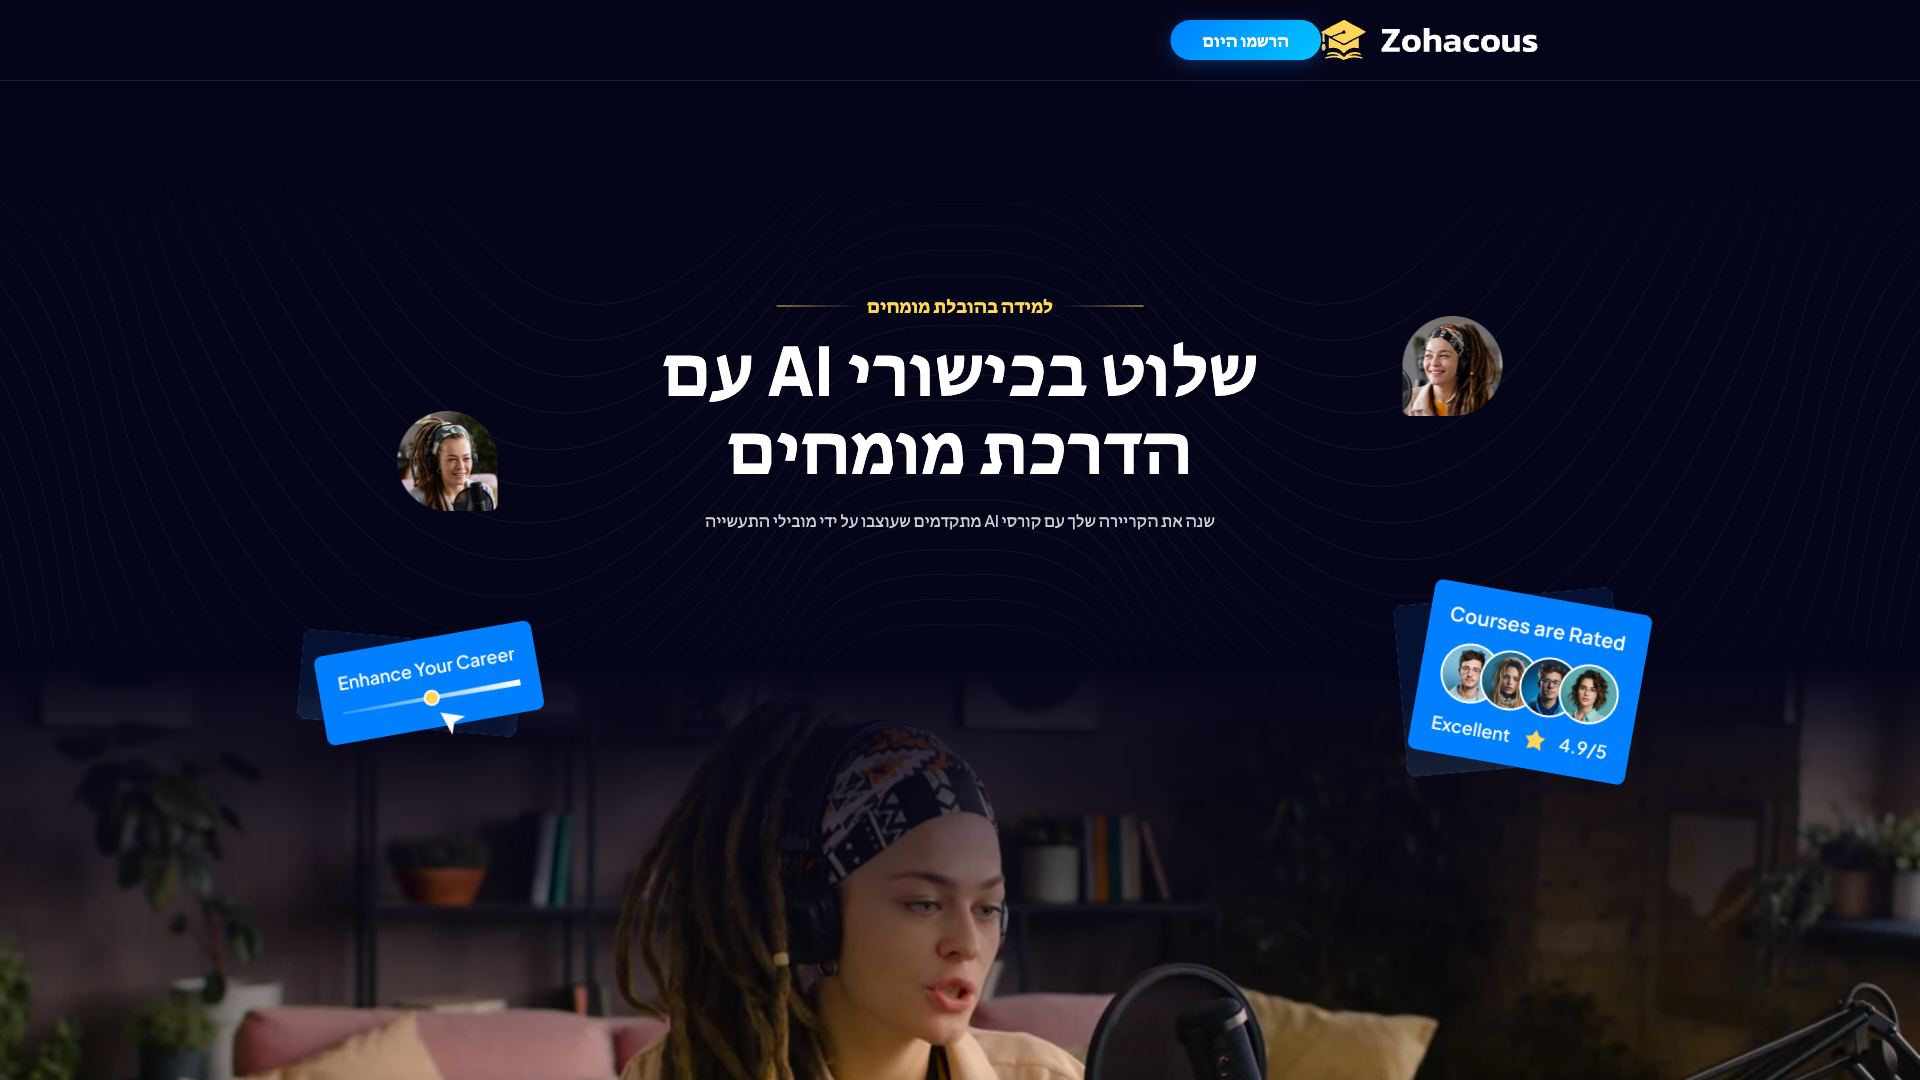 Zohacous
הרשמו היום
למידה בהובלת מומחים
שלוט בכישורי AI עם
הדרכת מומחים
שנה את הקריירה שלך עם קורסי AI מתקדמים שעוצבו על ידי מובילי התעשייה
Enhance Your Career
Courses are Rated
Excellent 4.9/5